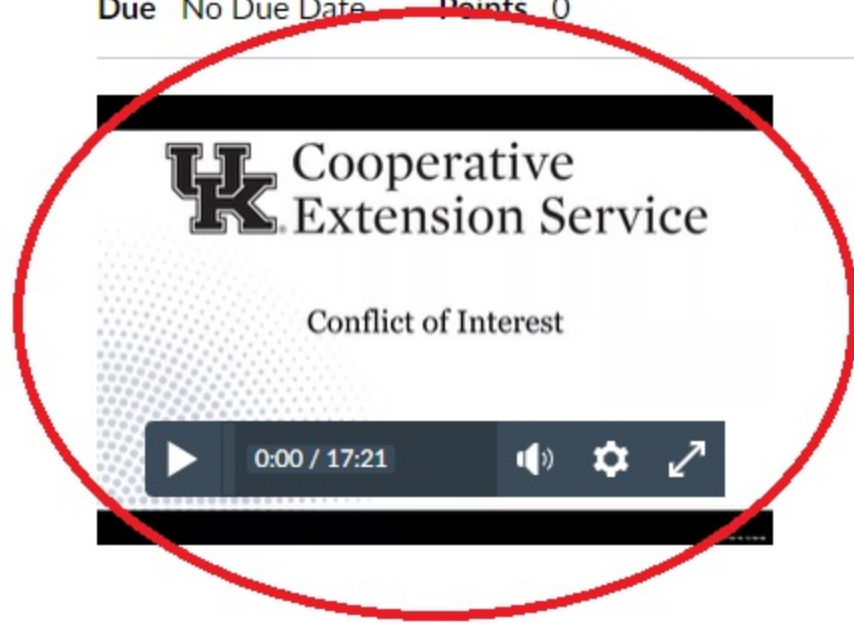 Due No Due Date Points 0
UK Cooperative
Extension Service
Conflict of Interest
0:00 / 17:21